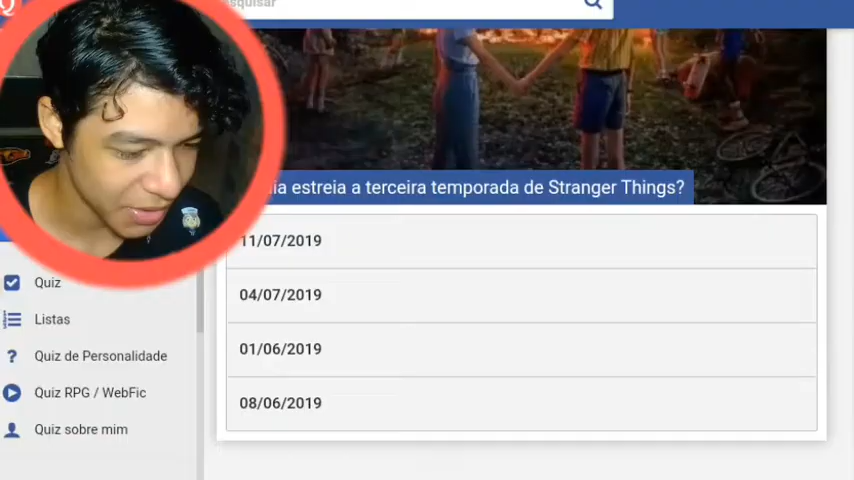 esquisar
ia estreia a terceira temporada de Stranger Things?
11/07/2019
04/07/2019
01/06/2019
08/06/2019
Quiz
Listas
Quiz de Personalidade
Quiz RPG / WebFic
Quiz sobre mim